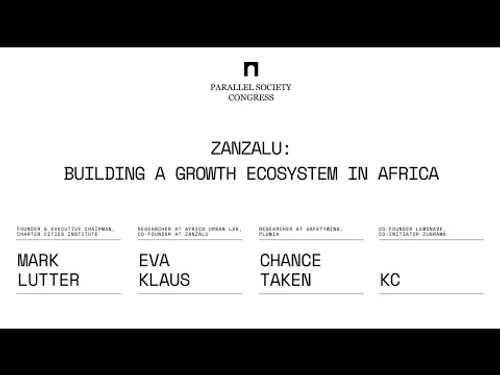 PARALLEL SOCIETY
CONGRESS
ZANZALU:
BUILDING A GROWTH ECOSYSTEM IN AFRICA
FOUNDER & EXECUTIVE CHAIRMAN,
CHARTER CITIES INSTITUTE
MARK
LUTTER
RESEARCHER AT AFRICA URBAN LAB,
CO-FOUNDER AT ZANZALU
EVA
KLAUS
RESEARCHER AT SAFETYWING,
PLUMIA
CHANCE
TAKEN
CO-FOUNDER LEMONADE,
CO-INITIATOR ZUGRAMA
KC